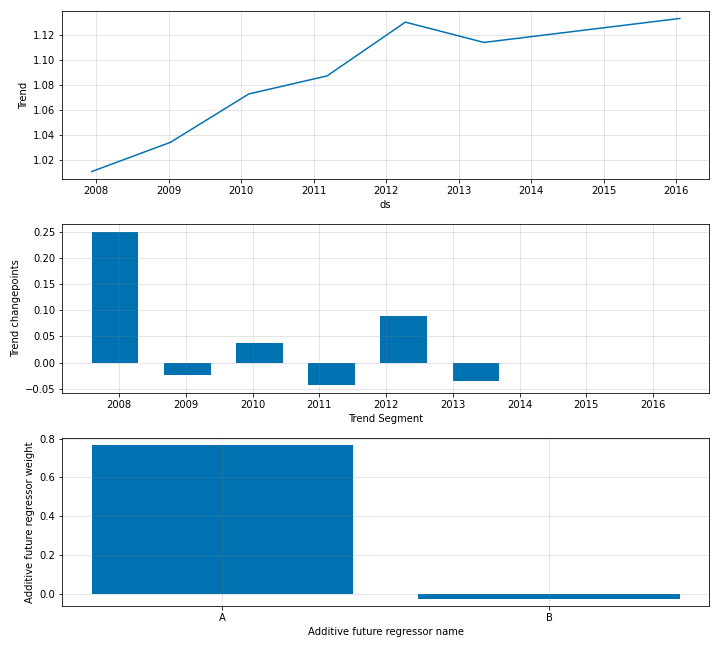 Trend
1.12
1.10
1.08
1.06
1.04
1.02
2008 2009 2010 2011 2012 2013 2014 2015 2016
ds
Trend changepoints
0.25
0.20
0.15
0.10
0.05
0.00
−0.05
2008 2009 2010 2011 2012 2013 2014 2015 2016
Trend Segment
Additive future regressor weight
0.8
0.6
0.4
0.2
0.0
A B
Additive future regressor name